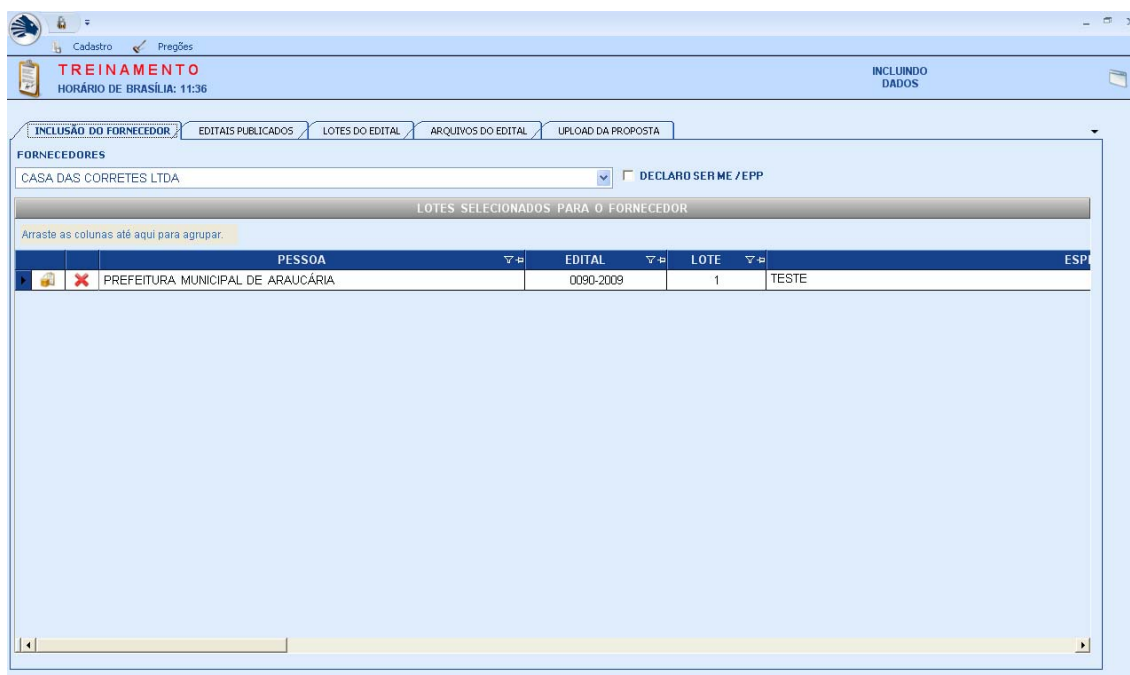 Cadastro Pregões
TREINAMENTO
HORÁRIO DE BRASÍLIA: 11:36
INCLUINDO
DADOS
INCLUSÃO DO FORNECEDOR EDITAIS PUBLICADOS LOTES DO EDITAL ARQUIVOS DO EDITAL UPLOAD DA PROPOSTA
FORNECEDORES
CASA DAS CORRETES LTDA DECLARO SER ME / EPP
LOTES SELECIONADOS PARA O FORNECEDOR
Arraste as colunas até aqui para agrupar.
PESSOA EDITAL LOTE ESPE
PREFEITURA MUNICIPAL DE ARAUCÁRIA 0090-2009 1 TESTE